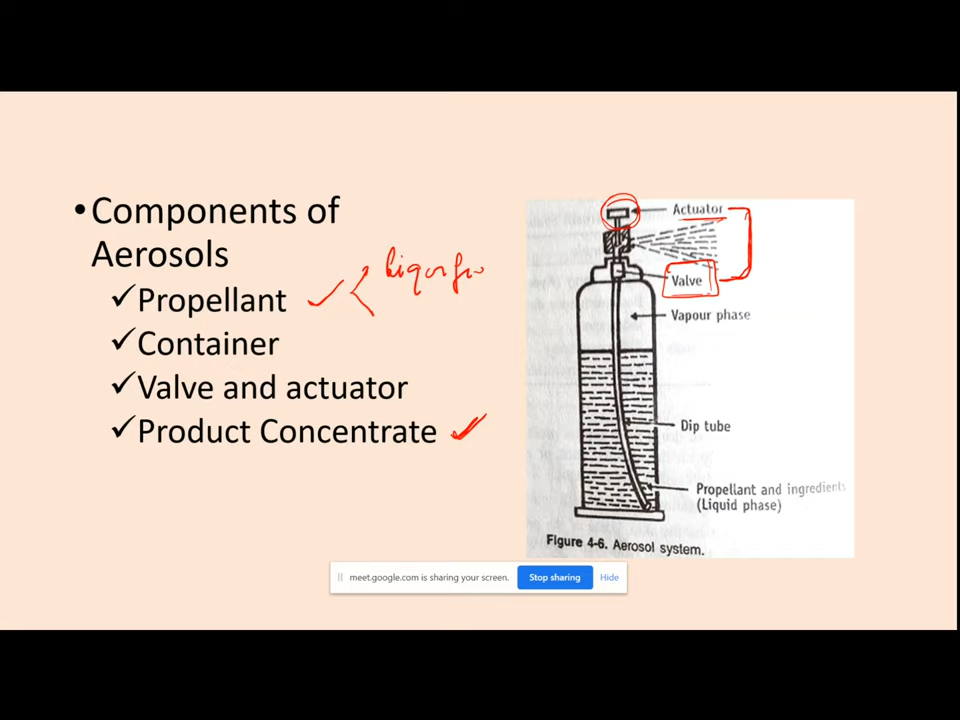 •Components of
Aerosols
✓Propellant
✓Container
✓Valve and actuator
✓Product Concentrate
Actuator
Valve
Vapour phase
Dip tube
Propellant and ingredients
(Liquid phase)
Figure 4-6. Aerosol system.
meet.google.com is sharing your screen.
Stop sharing
Hide